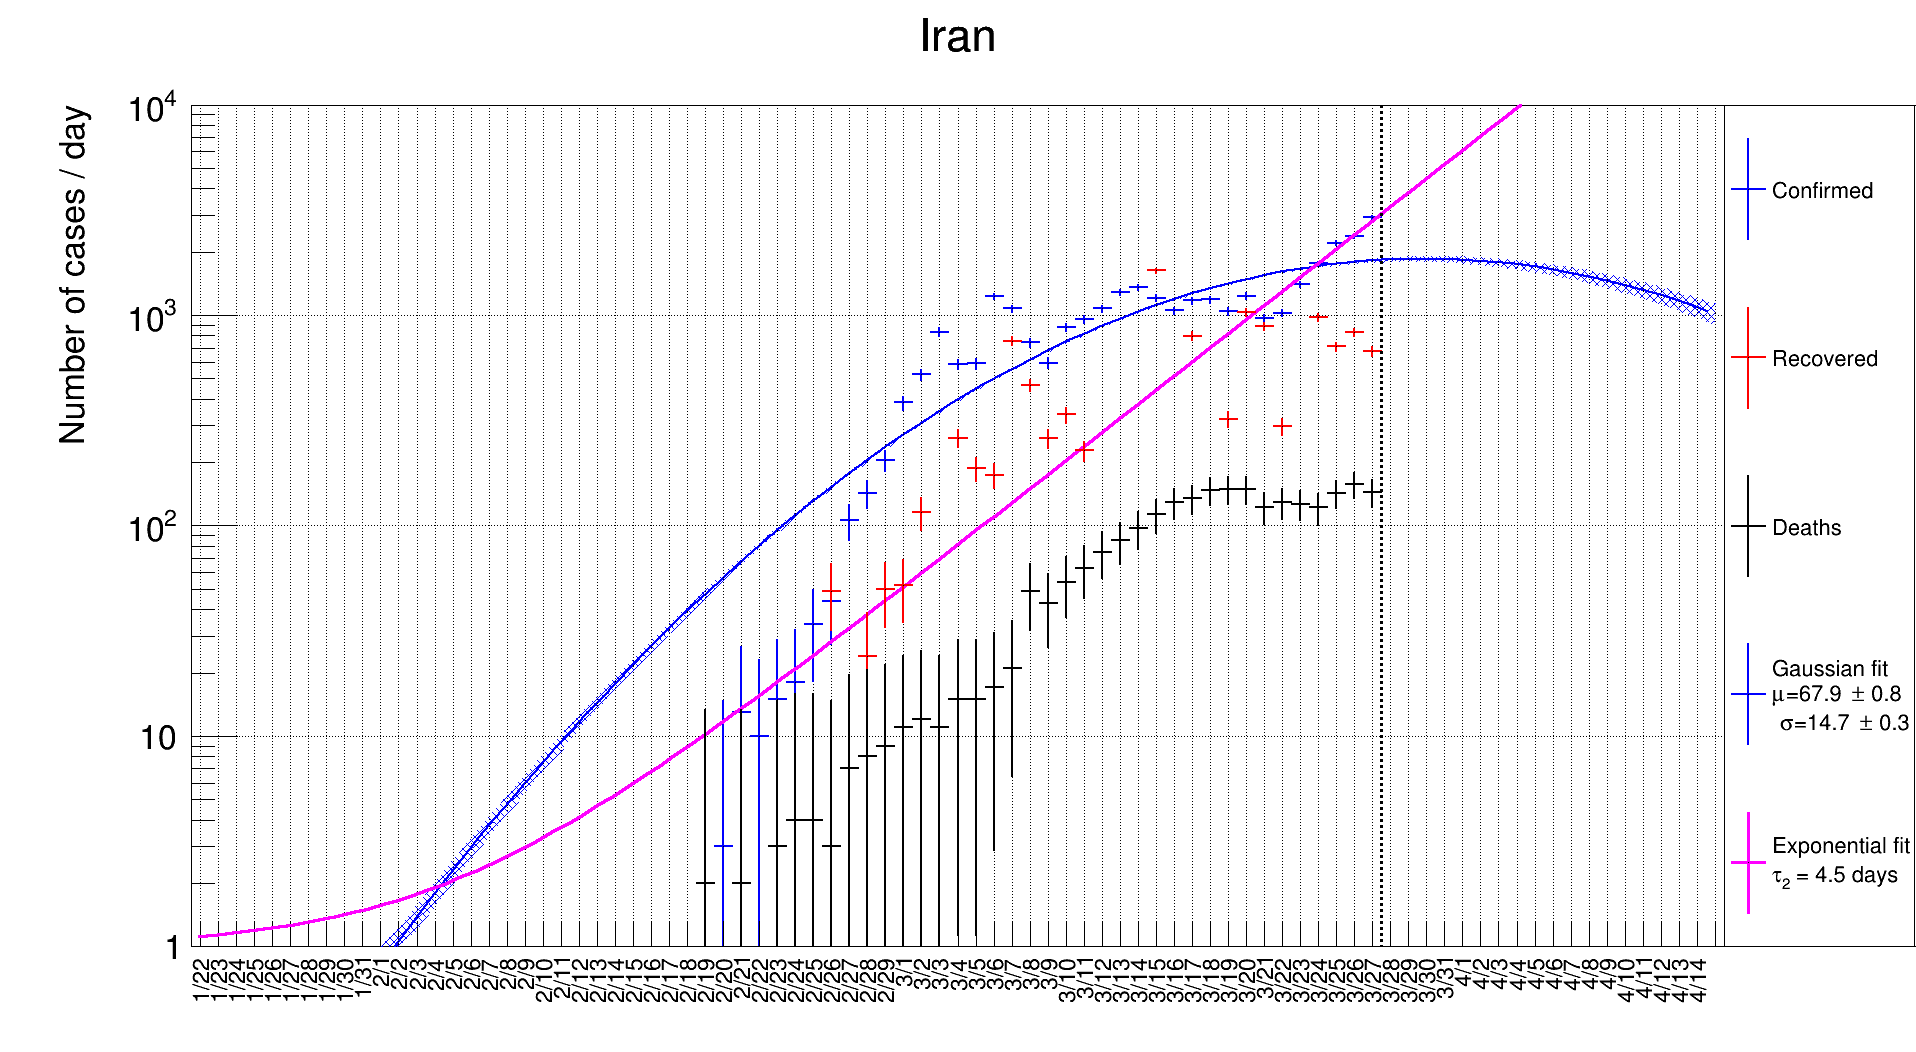 Iran
Number of cases / day
10⁴
10³
10²
10
1
1/22 1/23 1/24 1/25 1/26 1/27 1/28 1/29 1/30 1/31 2/1 2/2 2/3 2/4 2/5 2/6 2/7 2/8 2/9 2/10 2/11 2/12 2/13 2/14 2/15 2/16 2/17 2/18 2/19 2/20 2/21 2/22 2/23 2/24 2/25 2/26 2/27 2/28 2/29 3/1 3/2 3/3 3/4 3/5 3/6 3/7 3/8 3/9 3/10 3/11 3/12 3/13 3/14 3/15 3/16 3/17 3/18 3/19 3/20 3/21 3/22 3/23 3/24 3/25 3/26 3/27 3/28 3/29 3/30 3/31 4/1 4/2 4/3 4/4 4/5 4/6 4/7 4/8 4/9 4/10 4/11 4/12 4/13 4/14
Confirmed
Recovered
Deaths
Gaussian fit
μ=67.9 ± 0.8
σ=14.7 ± 0.3
Exponential fit
τ₂ = 4.5 days